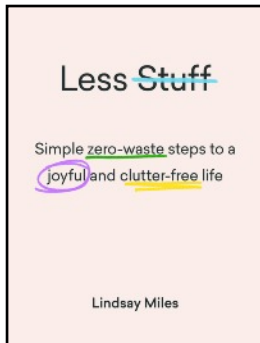 Less Stuff
Simple zero-waste steps to a
joyful and clutter-free life
Lindsay Miles